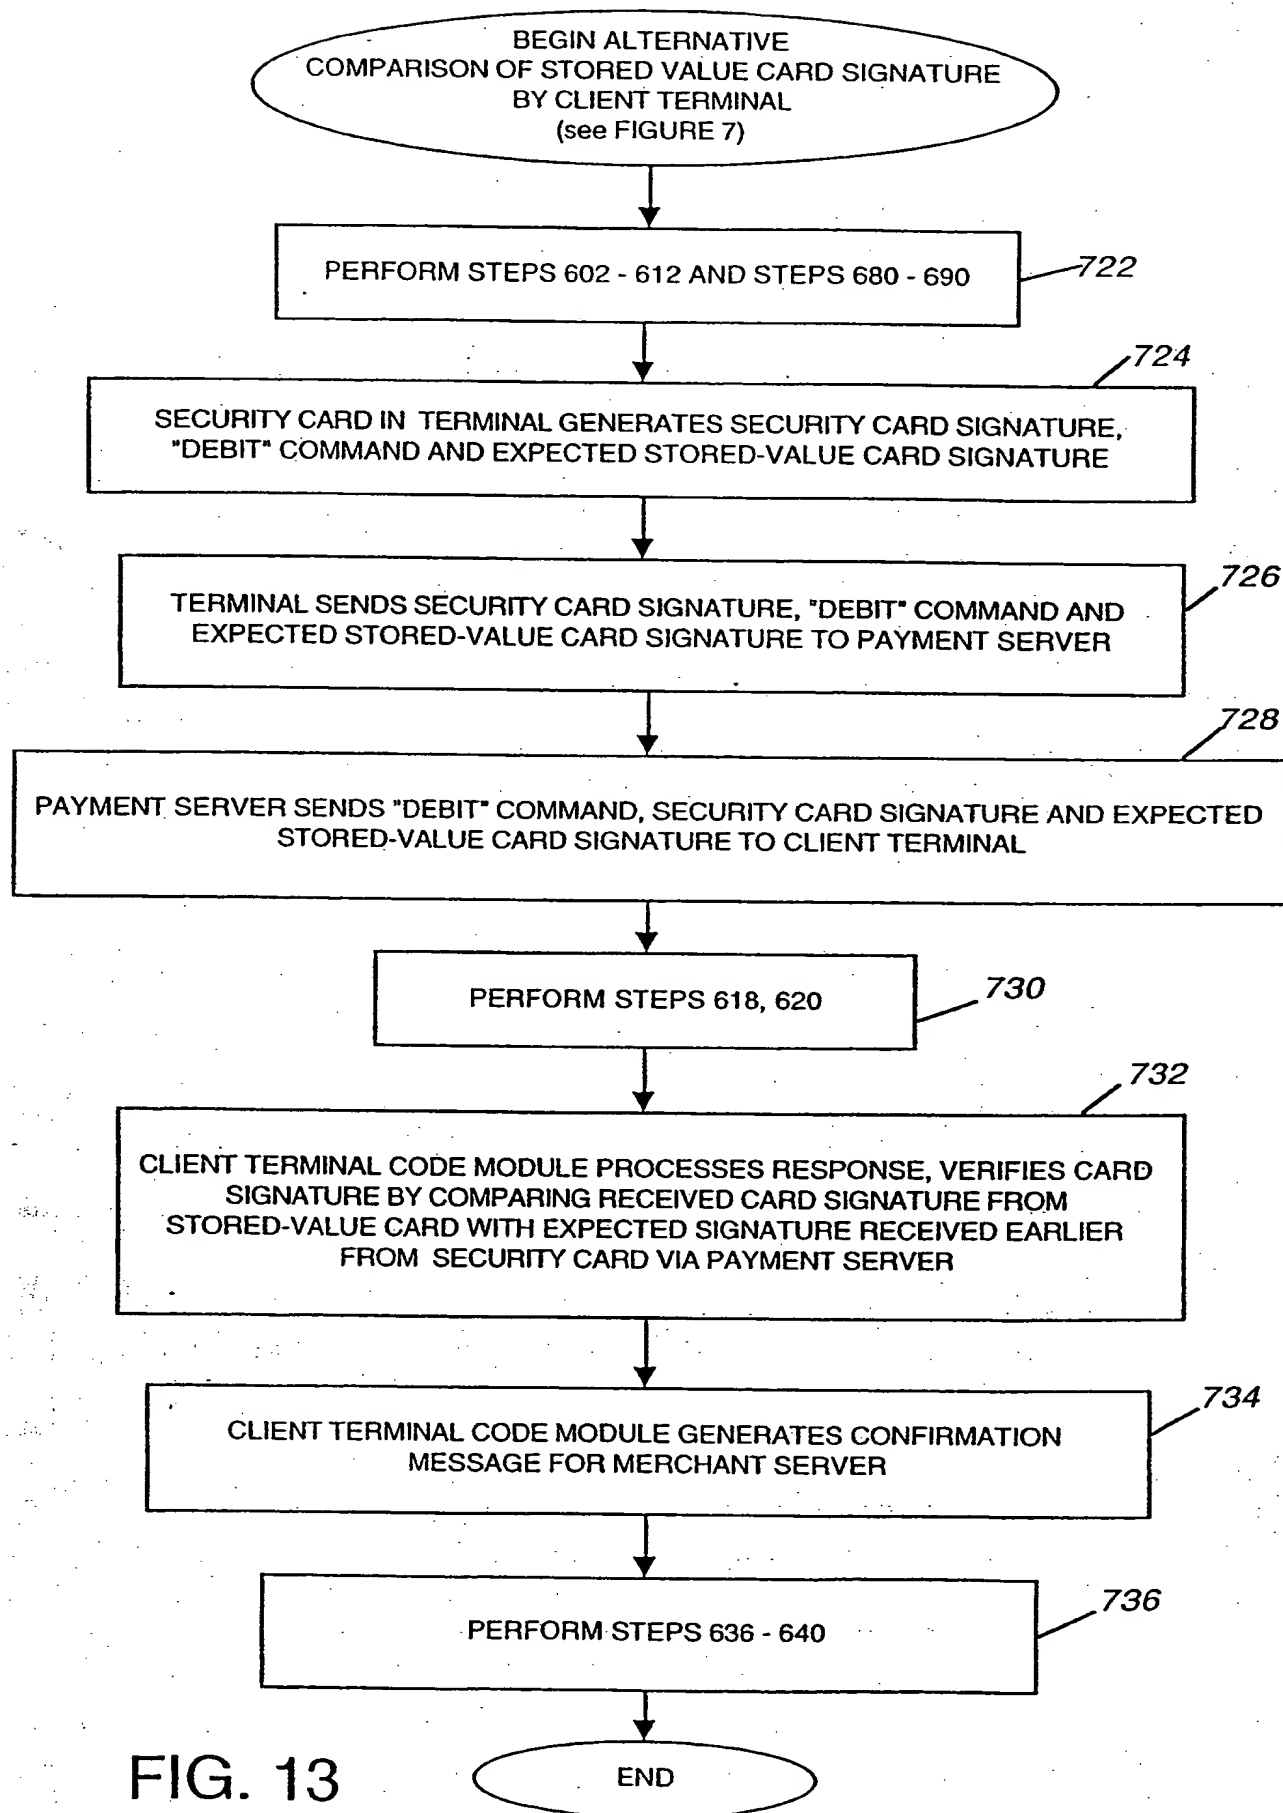 BEGIN ALTERNATIVE
COMPARISON OF STORED VALUE CARD SIGNATURE
BY CLIENT TERMINAL
(see FIGURE 7)
PERFORM STEPS 602 - 612 AND STEPS 680 - 690
722
724
SECURITY CARD IN TERMINAL GENERATES SECURITY CARD SIGNATURE,
"DEBIT" COMMAND AND EXPECTED STORED-VALUE CARD SIGNATURE
726
TERMINAL SENDS SECURITY CARD SIGNATURE, "DEBIT" COMMAND AND
EXPECTED STORED-VALUE CARD SIGNATURE TO PAYMENT SERVER
728
PAYMENT SERVER SENDS "DEBIT" COMMAND, SECURITY CARD SIGNATURE AND EXPECTED
STORED-VALUE CARD SIGNATURE TO CLIENT TERMINAL
PERFORM STEPS 618, 620
730
732
CLIENT TERMINAL CODE MODULE PROCESSES RESPONSE, VERIFIES CARD
SIGNATURE BY COMPARING RECEIVED CARD SIGNATURE FROM
STORED-VALUE CARD WITH EXPECTED SIGNATURE RECEIVED EARLIER
FROM SECURITY CARD VIA PAYMENT SERVER
734
CLIENT TERMINAL CODE MODULE GENERATES CONFIRMATION
MESSAGE FOR MERCHANT SERVER
736
PERFORM STEPS 636 - 640
END
FIG. 13